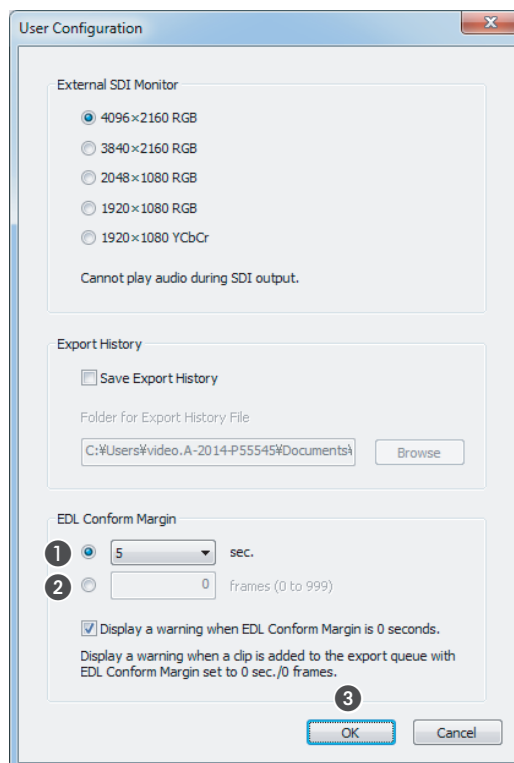 User Configuration
External SDI Monitor
4096×2160 RGB
3840×2160 RGB
2048×1080 RGB
1920×1080 RGB
1920×1080 YCbCr
Cannot play audio during SDI output.
Export History
Save Export History
Folder for Export History File
C:¥Users¥video.A-2014-P55545¥Documents¥ Browse
EDL Conform Margin
1 5 sec.
2 0 frames (0 to 999)
Display a warning when EDL Conform Margin is 0 seconds.
Display a warning when a clip is added to the export queue with
EDL Conform Margin set to 0 sec./0 frames.
3
OK Cancel